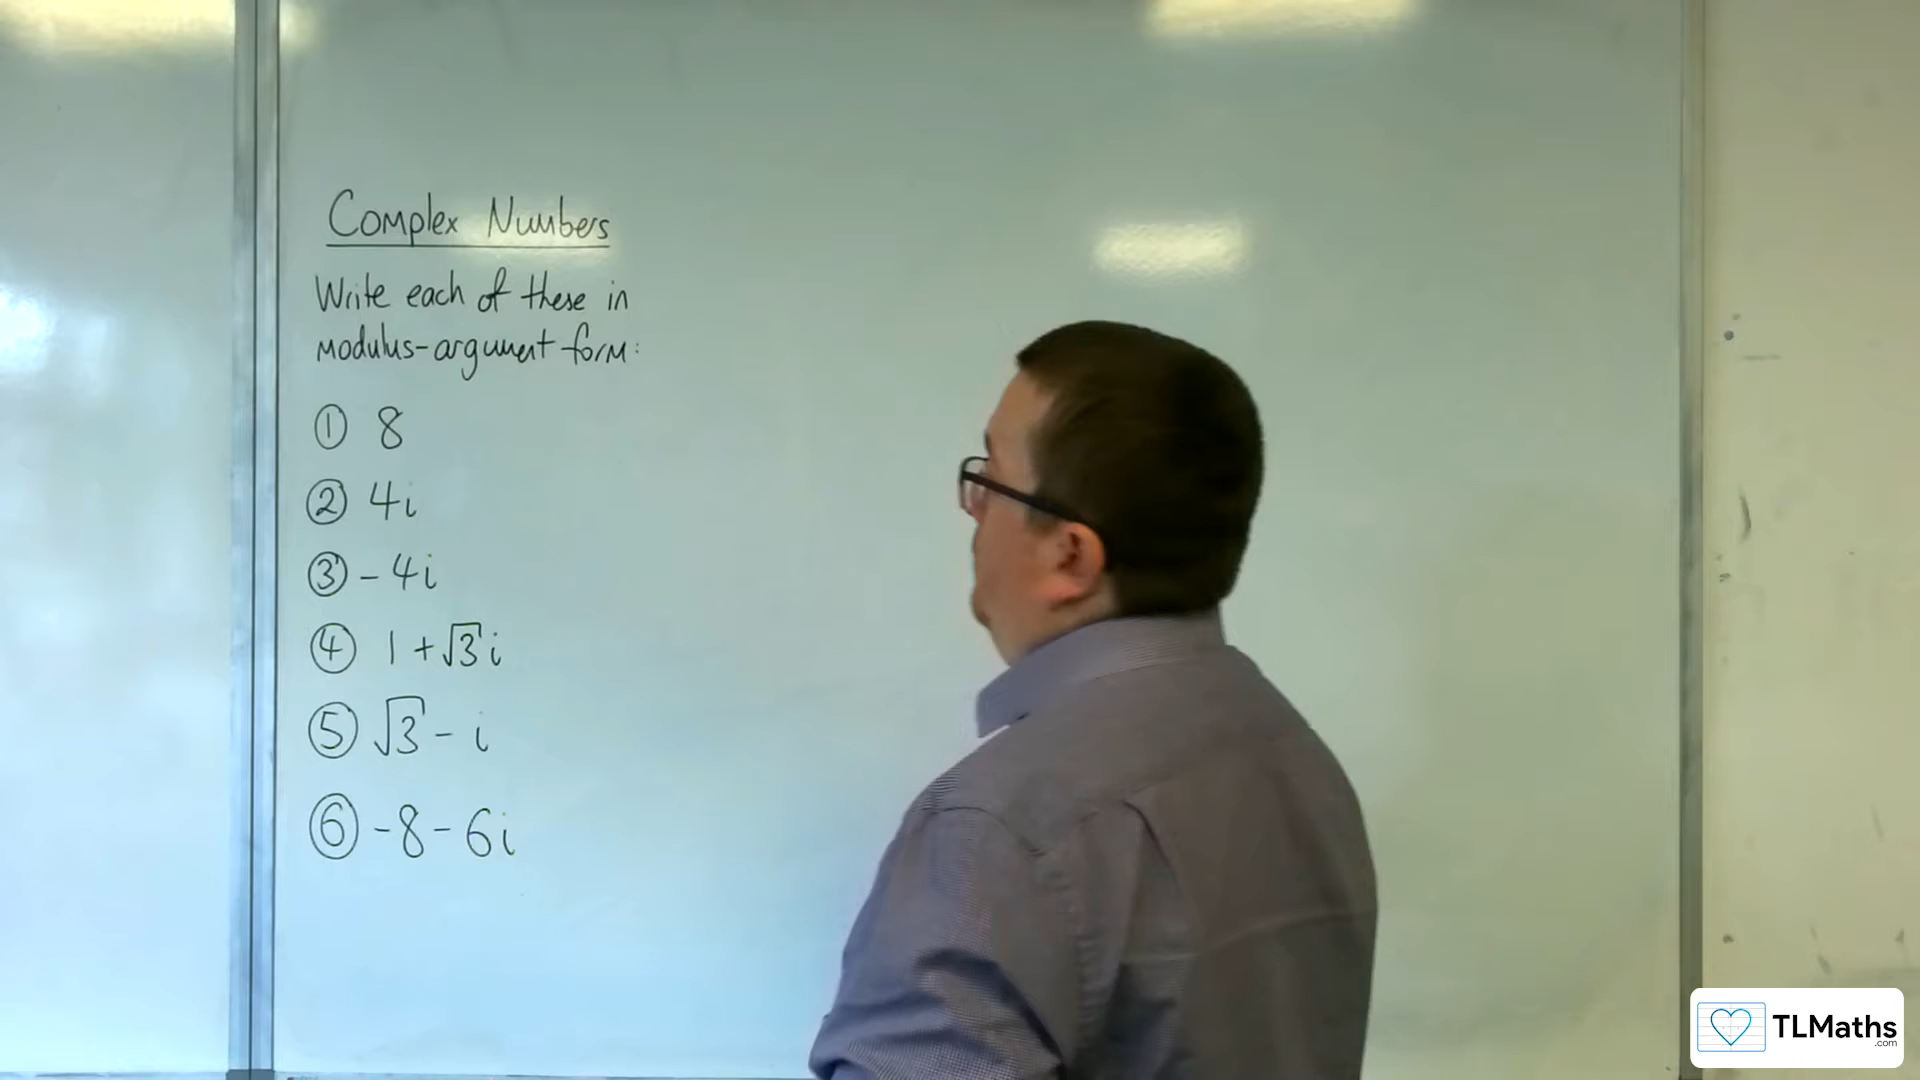 Complex Numbers
Write each of these in
modulus-argument form:
① 8
② 4i
③ - 4i
④ 1 + √3 i
⑤ √3 - i
⑥ -8 - 6i
TLMaths
.com